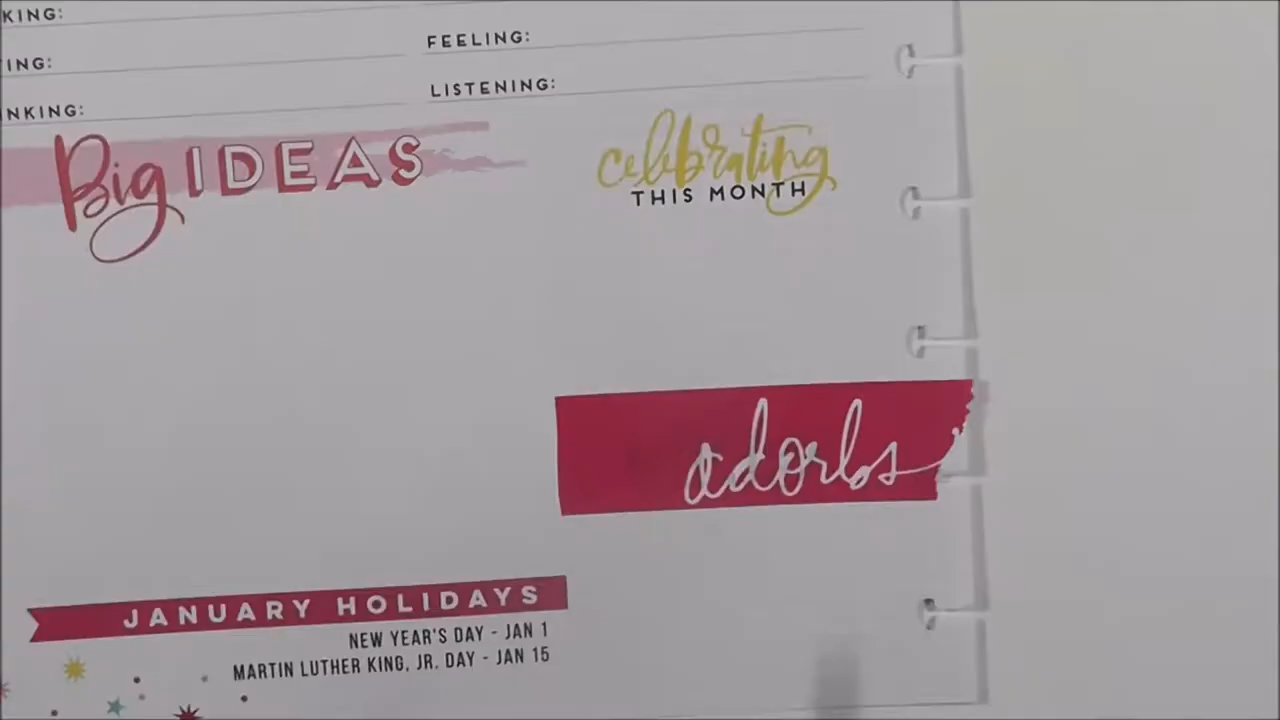 KING:
FEELING:
ING:
LISTENING:
NKING:
Big IDEAS
celebrating
THIS MONTH
adorbs
JANUARY HOLIDAYS
NEW YEAR'S DAY - JAN 1
MARTIN LUTHER KING, JR. DAY - JAN 15